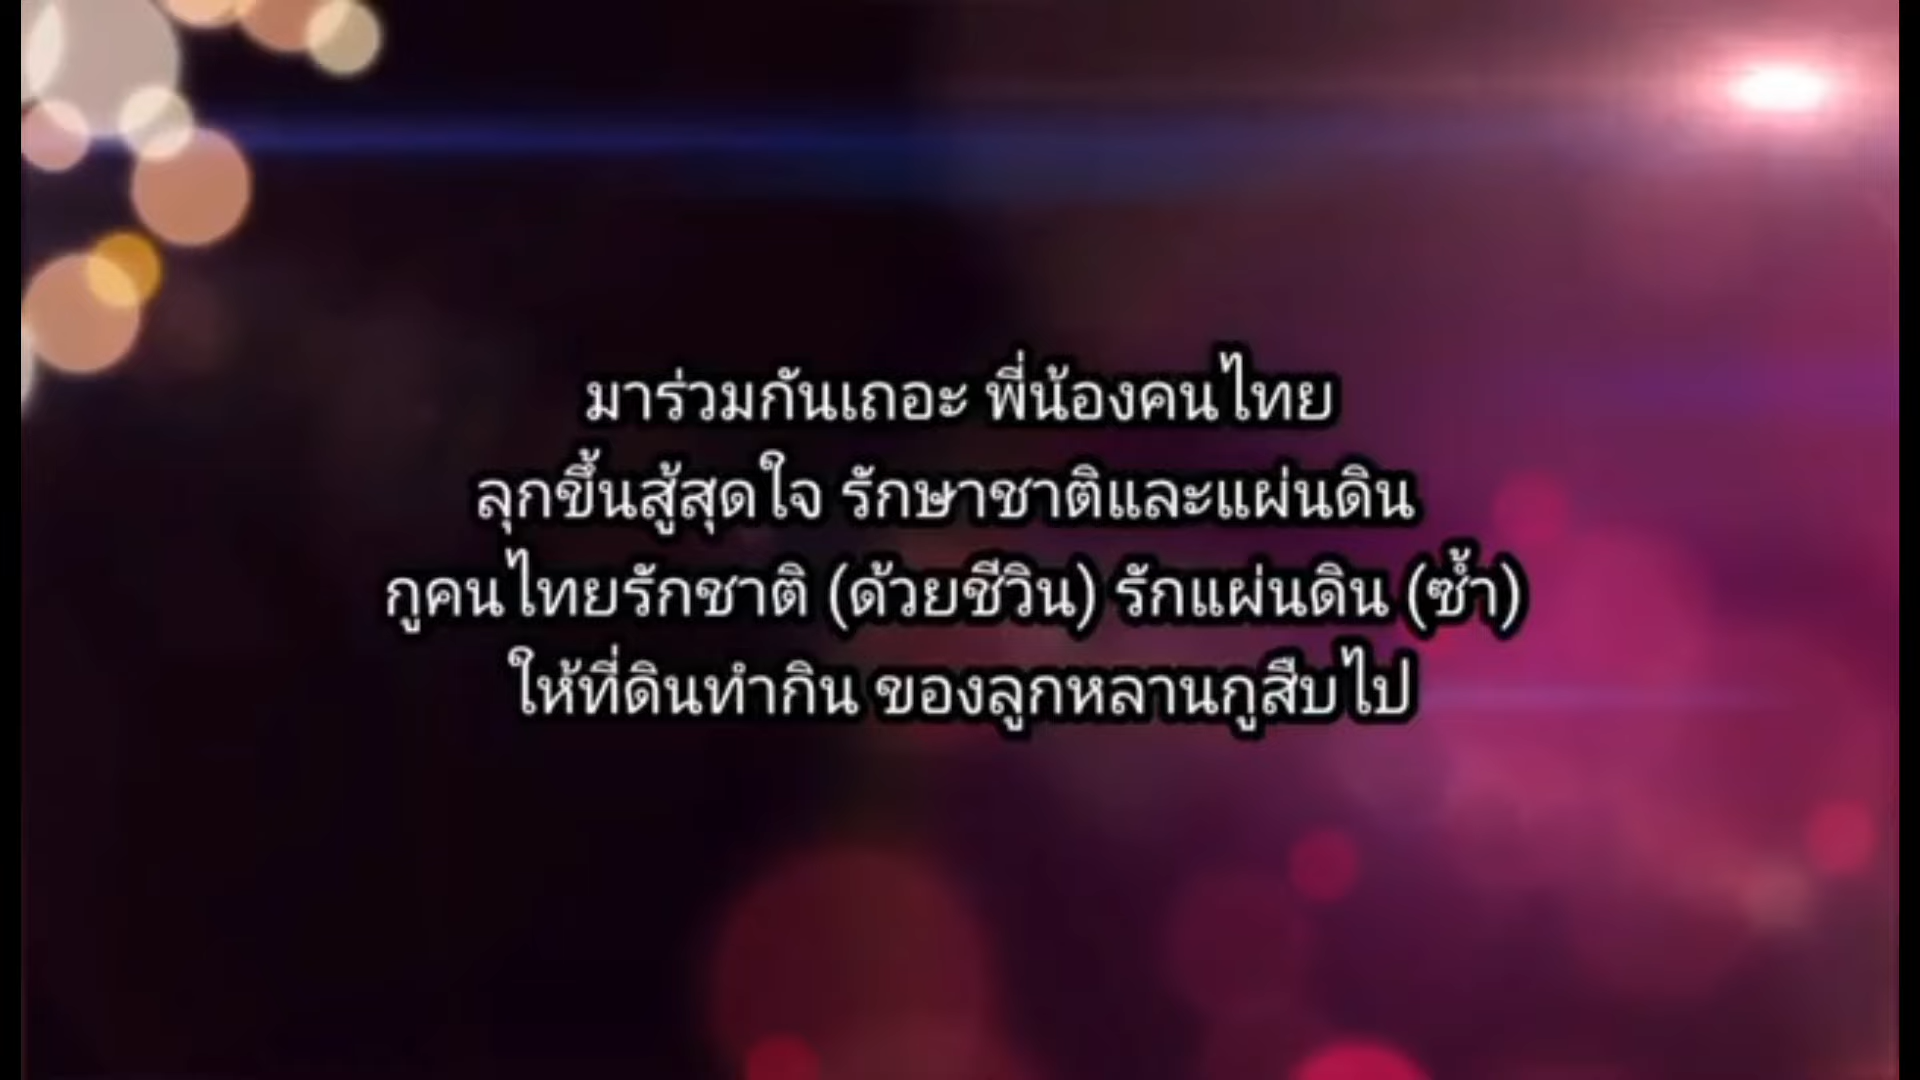 มาร่วมกันเถอะ พี่น้องคนไทย
ลุกขึ้นสู้สุดใจ รักษาชาติและแผ่นดิน
กูคนไทยรักชาติ (ด้วยชีวิน) รักแผ่นดิน (ซ้ำ)
ให้ที่ดินทำกิน ของลูกหลานกูสืบไป